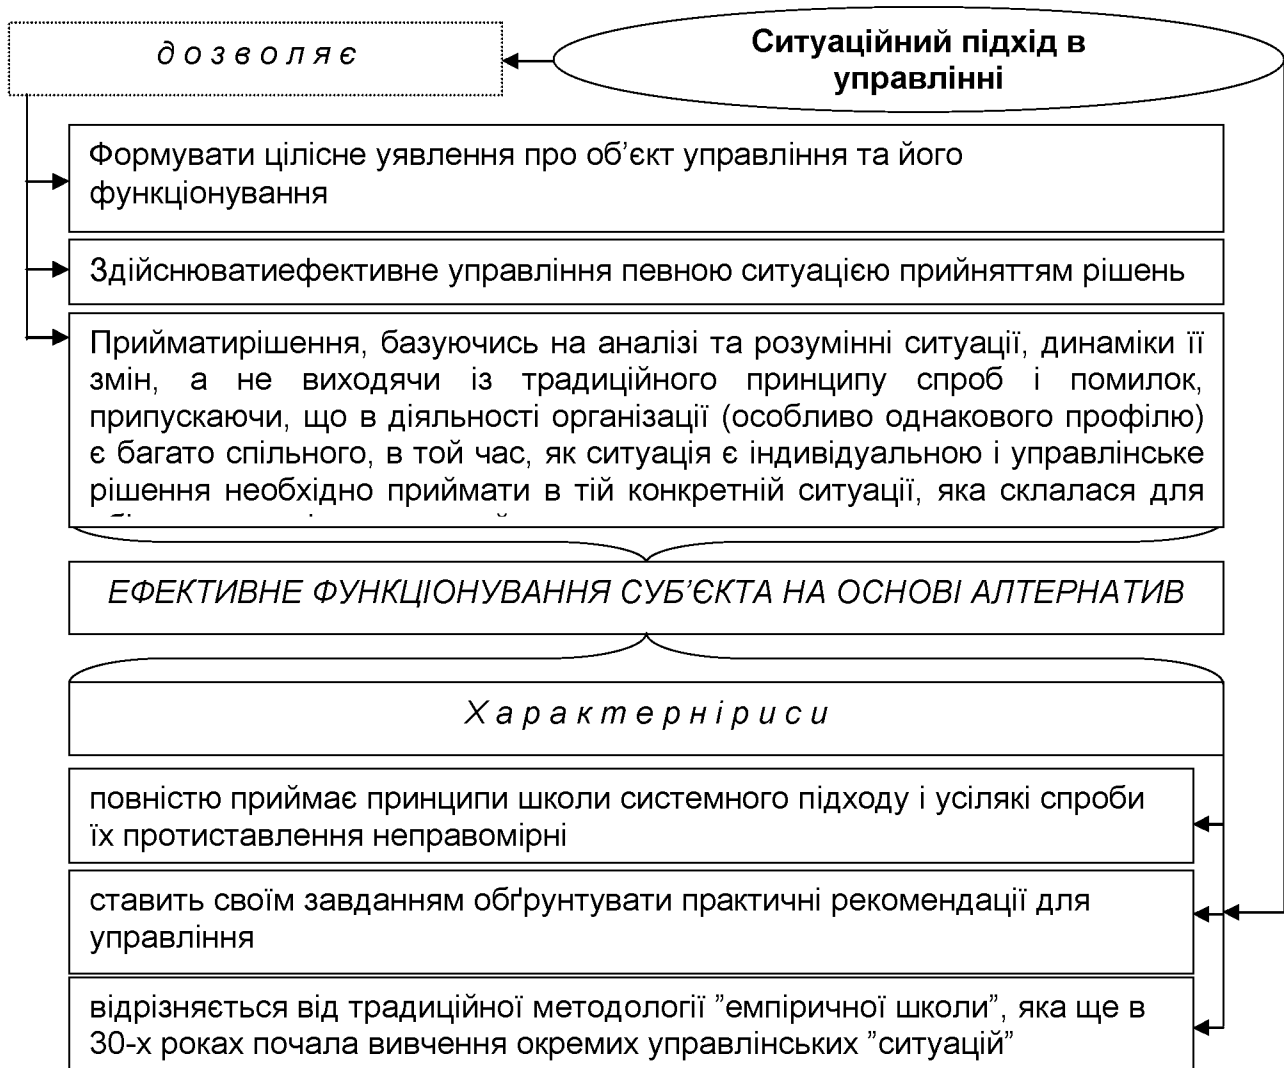 дозволяє
Ситуаційний підхід в
управлінні
Формувати цілісне уявлення про об’єкт управління та його
функціонування
Здійснюватиефективне управління певною ситуацією прийняттям рішень
Прийматирішення, базуючись на аналізі та розумінні ситуації, динаміки її
змін, а не виходячи із традиційного принципу спроб і помилок,
припускаючи, що в діяльності організації (особливо однакового профілю)
є багато спільного, в той час, як ситуація є індивідуальною і управлінське
рішення необхідно приймати в тій конкретній ситуації, яка склалася для
ЕФЕКТИВНЕ ФУНКЦІОНУВАННЯ СУБ’ЄКТА НА ОСНОВІ АЛТЕРНАТИВ
Характерніриси
повністю приймає принципи школи системного підходу і усілякі спроби
їх протиставлення неправомірні
ставить своїм завданням обґрунтувати практичні рекомендації для
управління
відрізняється від традиційної методології ”емпіричної школи”, яка ще в
30-х роках почала вивчення окремих управлінських ”ситуацій”